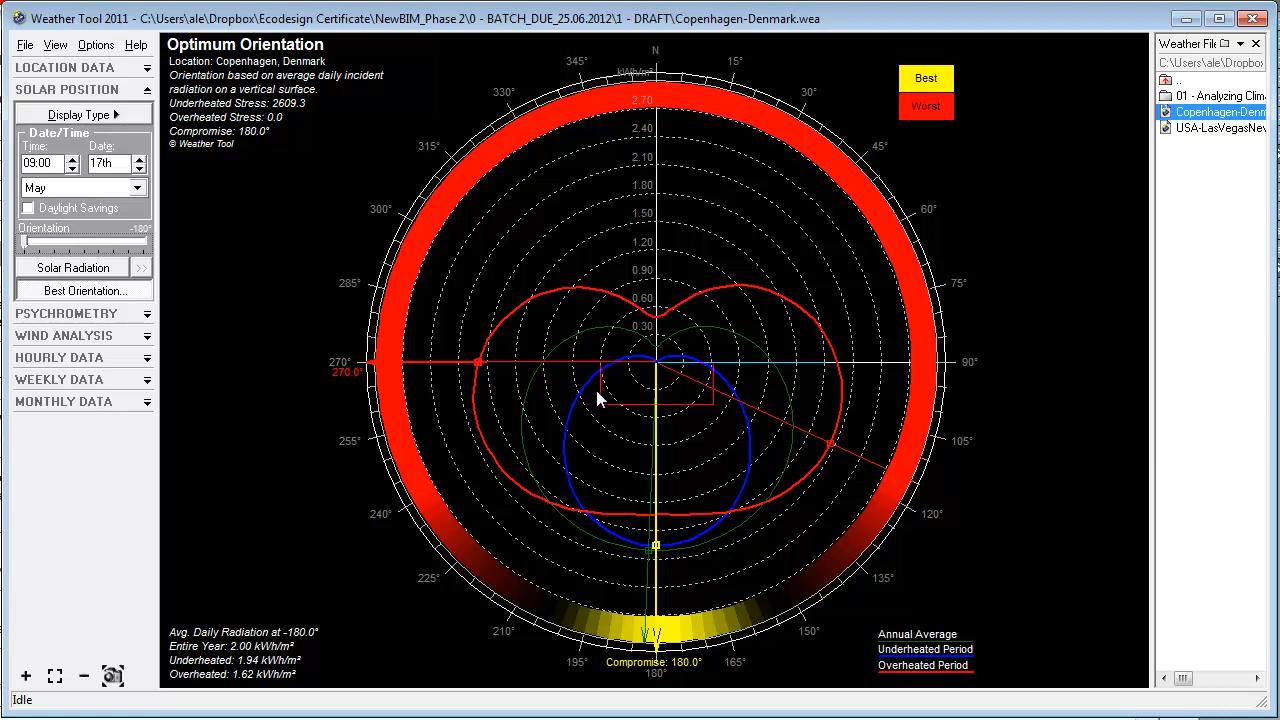 Weather Tool 2011 - C:\Users\ale\Dropbox\Ecodesign Certificate\NewBIM_Phase 2\0 - BATCH_DUE_25.06.2012\1 - DRAFT\Copenhagen-Denmark.wea
File View Options Help
LOCATION DATA
SOLAR POSITION
Display Type
Date/Time
Time: Date:
09:00 17th
May
Daylight Savings
Orientation -180°
Solar Radiation >>
Best Orientation...
PSYCHROMETRY
WIND ANALYSIS
HOURLY DATA
WEEKLY DATA
MONTHLY DATA
Optimum Orientation
Location: Copenhagen, Denmark
Orientation based on average daily incident
radiation on a vertical surface.
Underheated Stress: 2609.3
Overheated Stress: 0.0
Compromise: 180.0°
© Weather Tool
N
345° 15°
kWh/m²
330° 30°
315° 45°
300° 60°
285° 75°
270° 90°
270.0°
255° 105°
240° 120°
225° 135°
210° 150°
195° 165°
180°
2.70
2.40
2.10
1.80
1.50
1.20
0.90
0.60
0.30
Compromise: 180.0°
Best
Worst
Avg. Daily Radiation at -180.0°
Entire Year: 2.00 kWh/m²
Underheated: 1.94 kWh/m²
Overheated: 1.62 kWh/m²
Annual Average
Underheated Period
Overheated Period
Weather Fil
C:\Users\ale\Dropbox
..
01 - Analyzing Clim
Copenhagen-Denm
USA-LasVegasNev
Idle